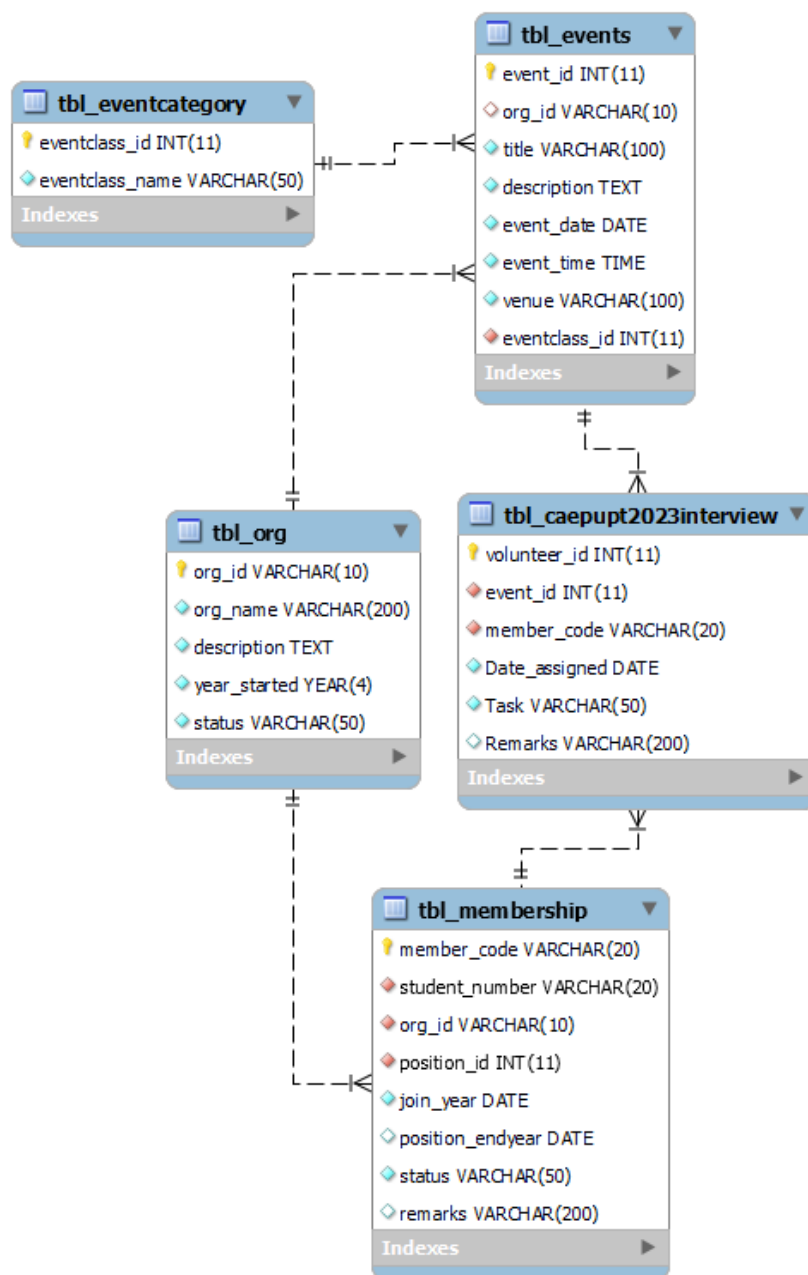 tbl_events
event_id INT(11)
org_id VARCHAR(10)
title VARCHAR(100)
description TEXT
event_date DATE
event_time TIME
venue VARCHAR(100)
eventclass_id INT(11)
Indexes
tbl_eventcategory
eventclass_id INT(11)
eventclass_name VARCHAR(50)
Indexes
tbl_org
org_id VARCHAR(10)
org_name VARCHAR(200)
description TEXT
year_started YEAR(4)
status VARCHAR(50)
Indexes
tbl_caepupt2023interview
volunteer_id INT(11)
event_id INT(11)
member_code VARCHAR(20)
Date_assigned DATE
Task VARCHAR(50)
Remarks VARCHAR(200)
Indexes
tbl_membership
member_code VARCHAR(20)
student_number VARCHAR(20)
org_id VARCHAR(10)
position_id INT(11)
join_year DATE
position_endyear DATE
status VARCHAR(50)
remarks VARCHAR(200)
Indexes